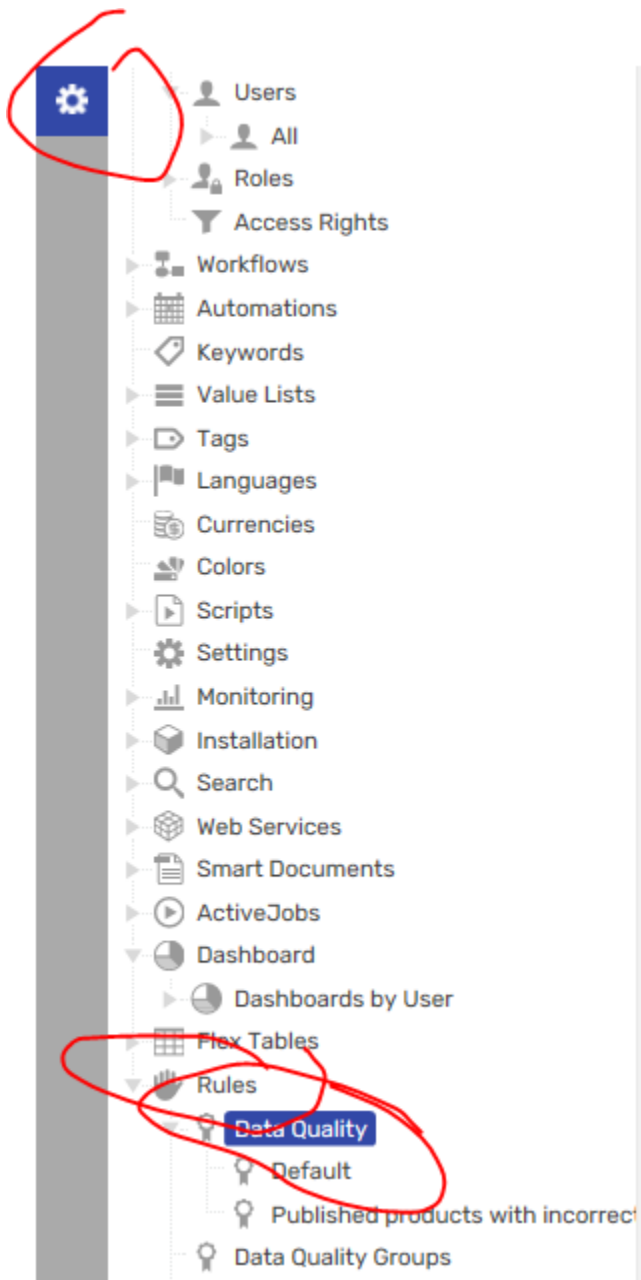 Users
All
Roles
Access Rights
Workflows
Automations
Keywords
Value Lists
Tags
Languages
Currencies
Colors
Scripts
Settings
Monitoring
Installation
Search
Web Services
Smart Documents
ActiveJobs
Dashboard
Dashboards by User
Flex Tables
Rules
Data Quality
Default
Published products with incorrect
Data Quality Groups